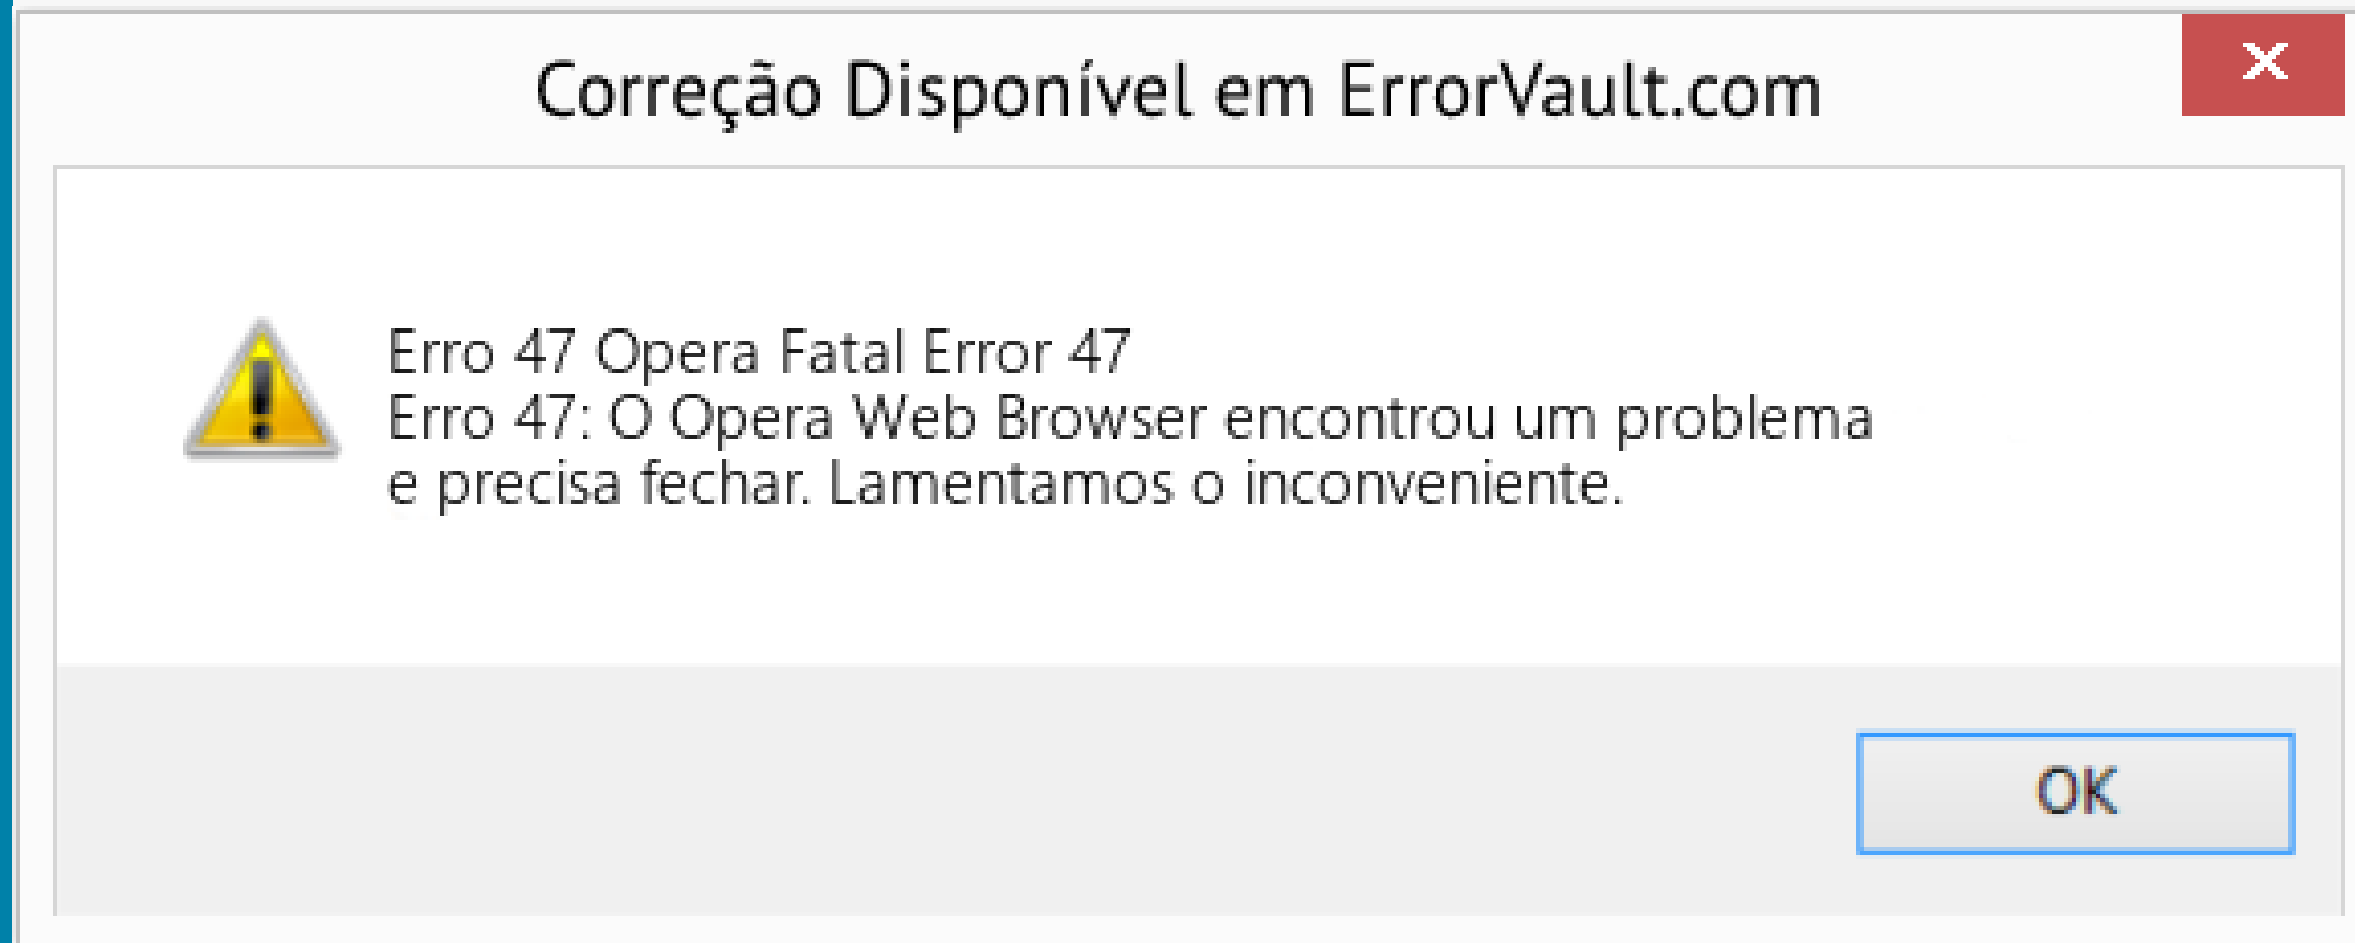 Correção Disponível em ErrorVault.com
Erro 47 Opera Fatal Error 47
Erro 47: O Opera Web Browser encontrou um problema
e precisa fechar. Lamentamos o inconveniente.
OK